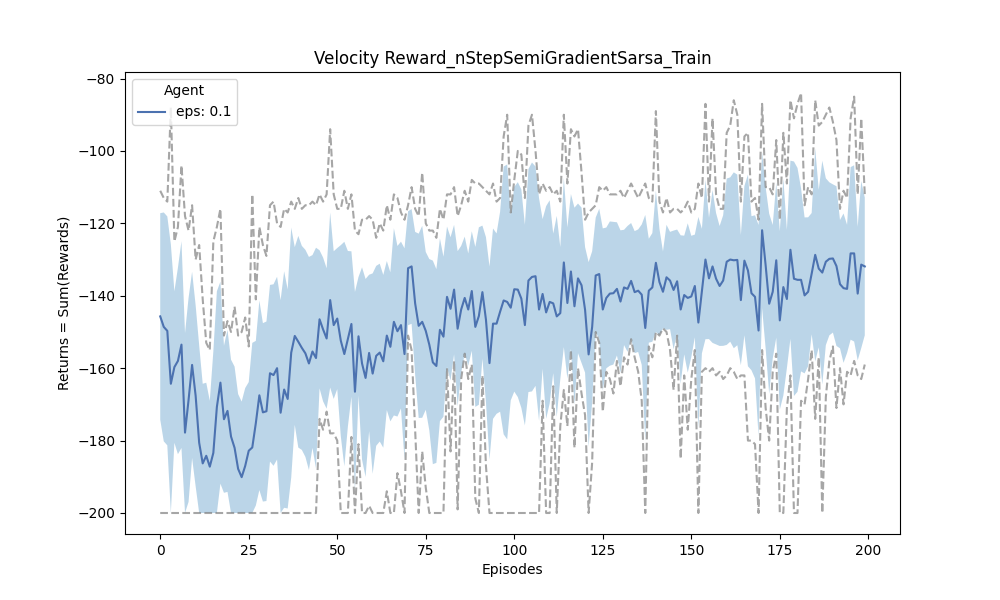 Velocity Reward_nStepSemiGradientSarsa_Train
Agent
eps: 0.1
Returns = Sum(Rewards)
−80
−100
−120
−140
−160
−180
−200
0 25 50 75 100 125 150 175 200
Episodes